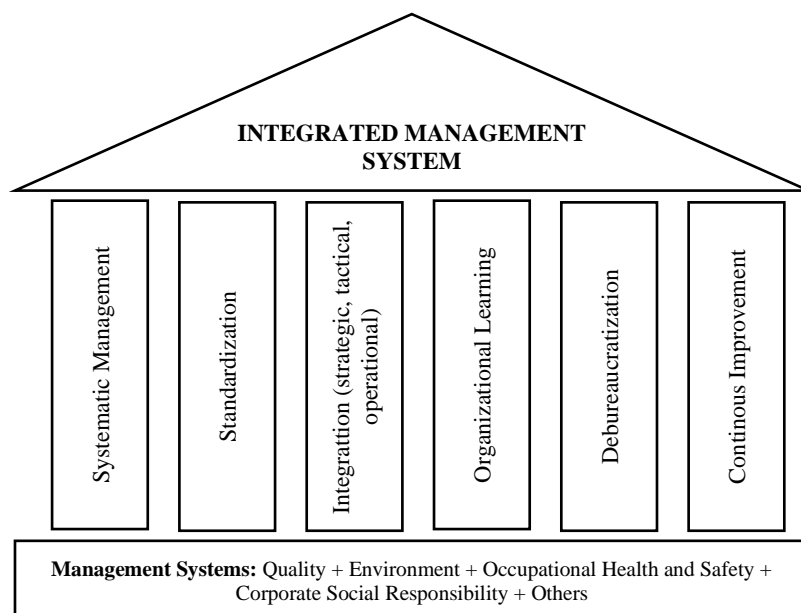 INTEGRATED MANAGEMENT
SYSTEM
Systematic Management
Standardization
Integrattion (strategic, tactical,
operational)
Organizational Learning
Debureaucratization
Continous Improvement
Management Systems: Quality + Environment + Occupational Health and Safety +
Corporate Social Responsibility + Others